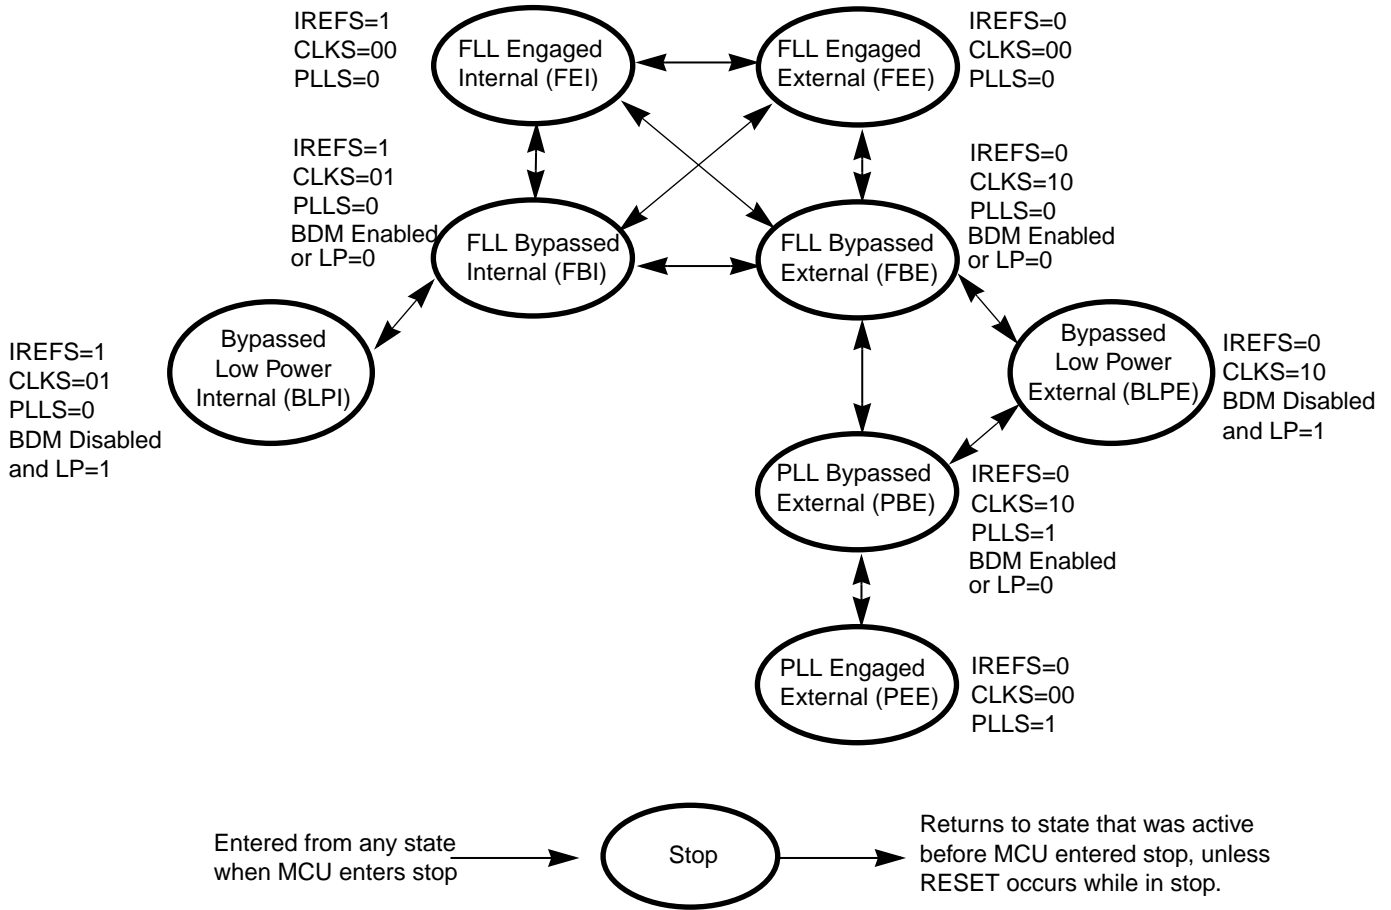 IREFS=1
CLKS=00
PLLS=0
FLL Engaged
Internal (FEI)
FLL Engaged
External (FEE)
IREFS=0
CLKS=00
PLLS=0
IREFS=1
CLKS=01
PLLS=0
BDM Enabled
or LP=0
FLL Bypassed
Internal (FBI)
FLL Bypassed
External (FBE)
IREFS=0
CLKS=10
PLLS=0
BDM Enabled
or LP=0
IREFS=1
CLKS=01
PLLS=0
BDM Disabled
and LP=1
Bypassed
Low Power
Internal (BLPI)
Bypassed
Low Power
External (BLPE)
IREFS=0
CLKS=10
BDM Disabled
and LP=1
PLL Bypassed
External (PBE)
IREFS=0
CLKS=10
PLLS=1
BDM Enabled
or LP=0
PLL Engaged
External (PEE)
IREFS=0
CLKS=00
PLLS=1
Entered from any state
when MCU enters stop
Stop
Returns to state that was active
before MCU entered stop, unless
RESET occurs while in stop.